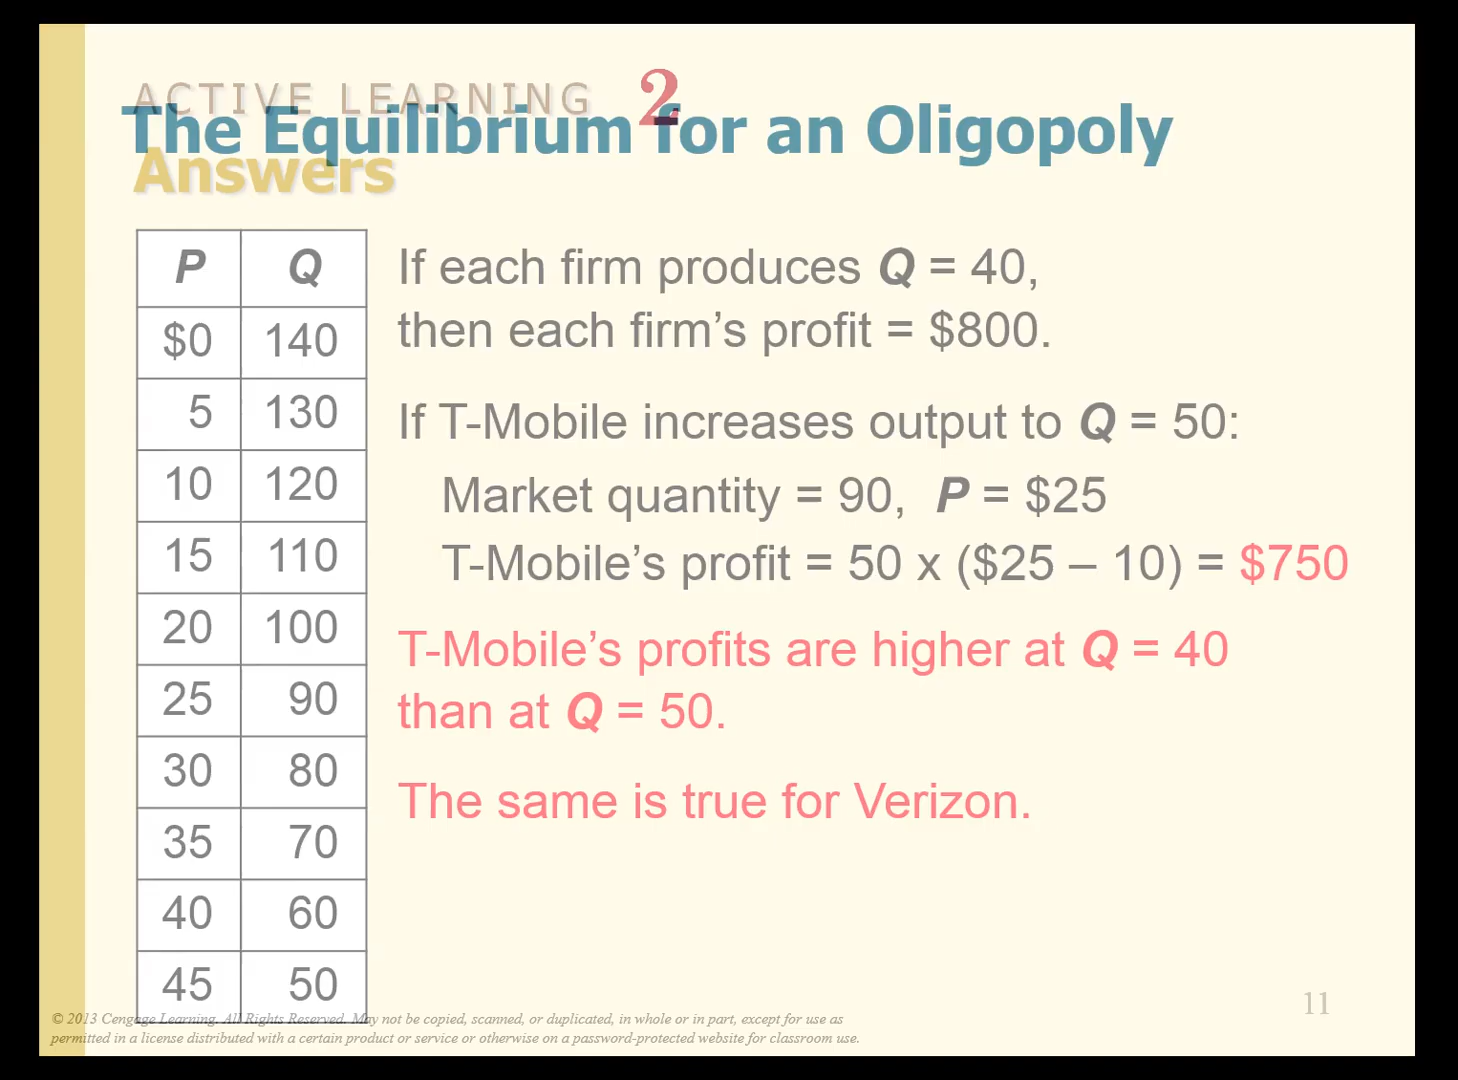 ACTIVE LEARNING 2
The Equilibrium for an Oligopoly
Answers
P Q
$0 140
5 130
10 120
15 110
20 100
25 90
30 80
35 70
40 60
45 50
If each firm produces Q = 40,
then each firm’s profit = $800.
If T-Mobile increases output to Q = 50:
Market quantity = 90, P = $25
T-Mobile’s profit = 50 x ($25 – 10) = $750
T-Mobile’s profits are higher at Q = 40
than at Q = 50.
The same is true for Verizon.
11
© 2013 Cengage Learning. All Rights Reserved. May not be copied, scanned, or duplicated, in whole or in part, except for use as
permitted in a license distributed with a certain product or service or otherwise on a password-protected website for classroom use.